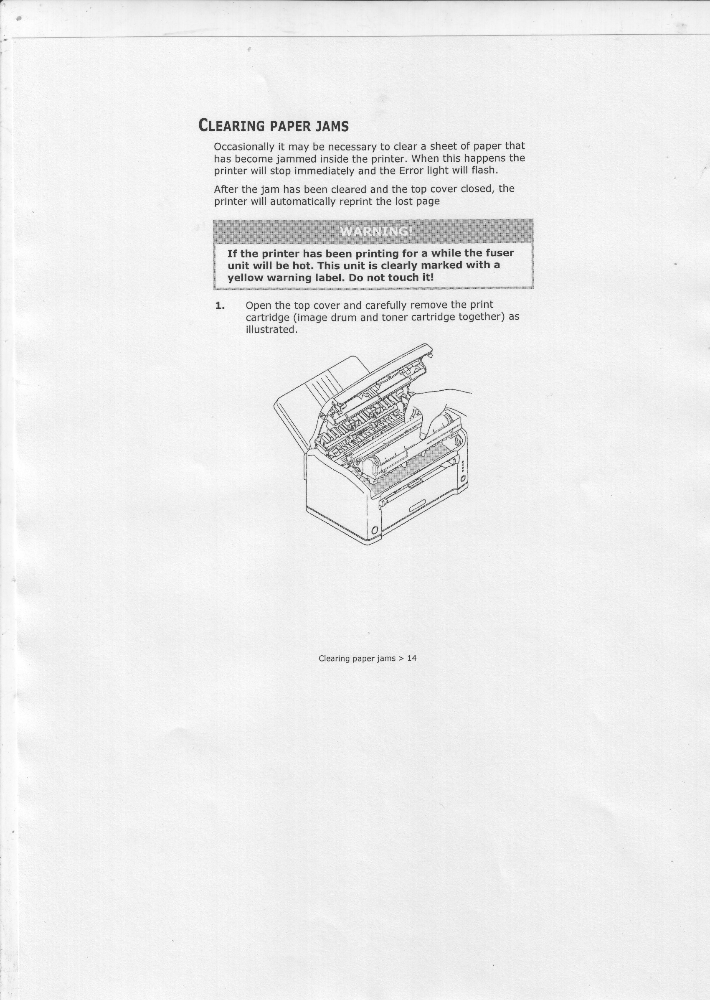 CLEARING PAPER JAMS
Occasionally it may be necessary to clear a sheet of paper that
has become jammed inside the printer. When this happens the
printer will stop immediately and the Error light will flash.
After the jam has been cleared and the top cover closed, the
printer will automatically reprint the lost page
WARNING!
If the printer has been printing for a while the fuser
unit will be hot. This unit is clearly marked with a
yellow warning label. Do not touch it!
1. Open the top cover and carefully remove the print
cartridge (image drum and toner cartridge together) as
illustrated.
Clearing paper jams > 14